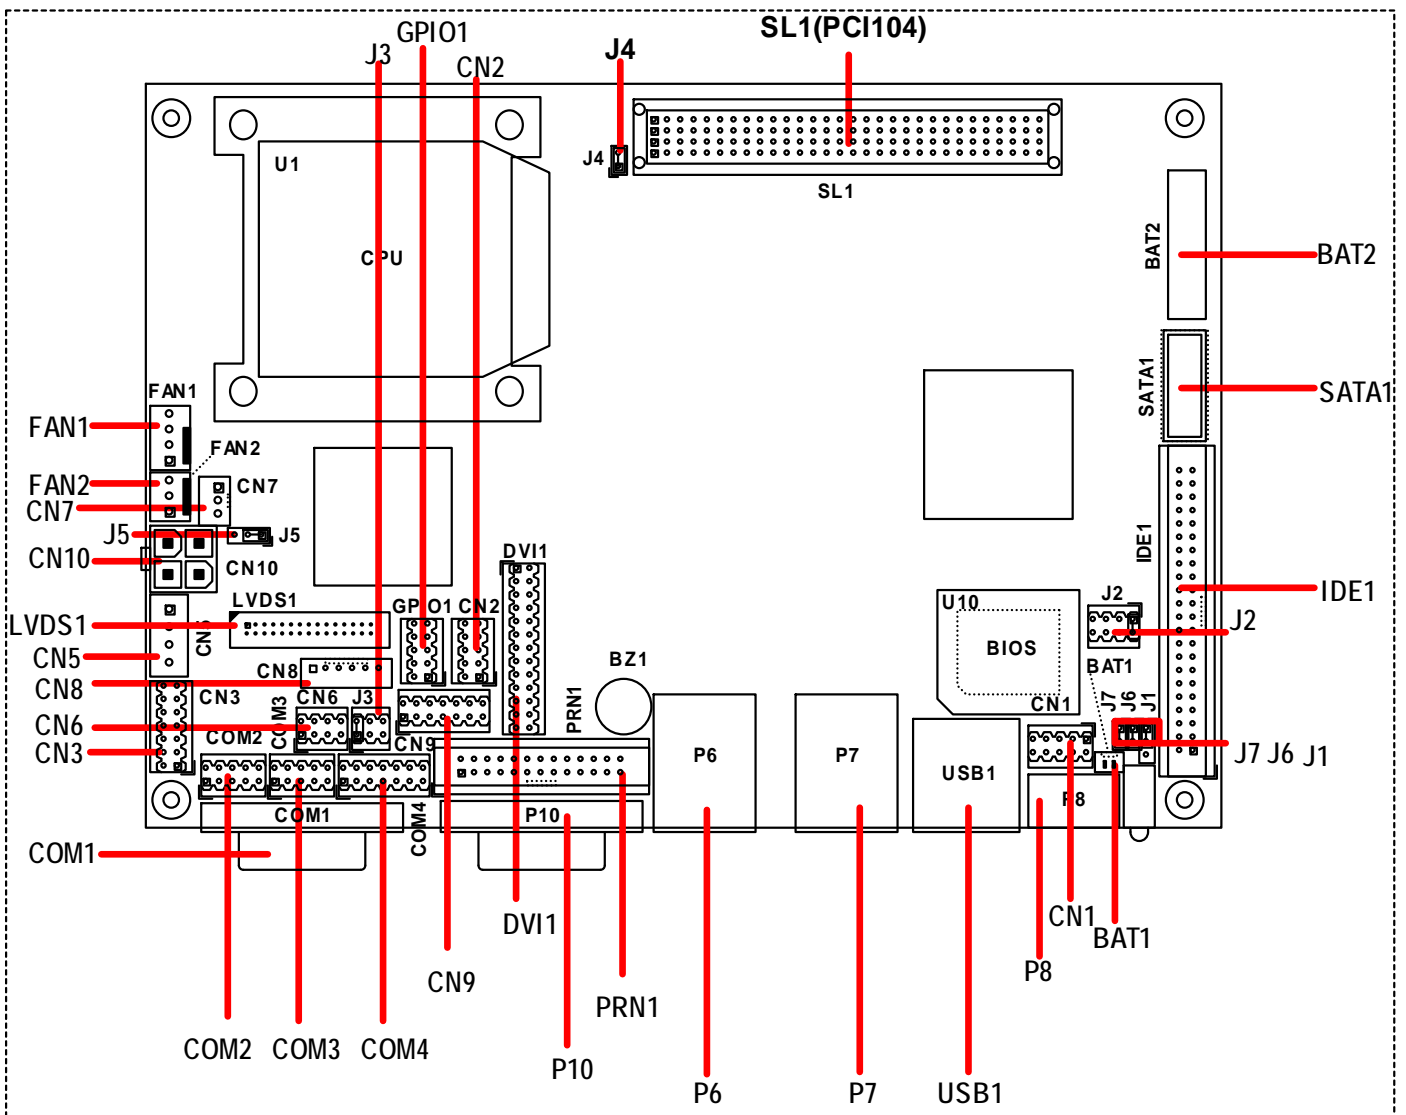 SL1(PCI104)
GPIO1
J3
CN2
J4
U1
J4
SL1
CPU
BAT2
BAT2
FAN1
SATA1
SATA1
FAN1
FAN2
FAN2
CN7
CN7
J5
J5
CN10
CN10
DVI1
IDE1
IDE1
LVDS1
LVDS1
GPIO1
CN2
U10
J2
J2
BIOS
CN5
CN8
CN8
BZ1
BAT1
CN3
CN6
CN6
COM3
J3
PRN1
CN1
J7
J6
J1
CN3
COM2
CN9
P6
P7
USB1
J7 J6 J1
COM1
COM4
P10
P8
COM1
DVI1
CN1
BAT1
P8
CN9
PRN1
COM2
COM3
COM4
P10
P6
P7
USB1